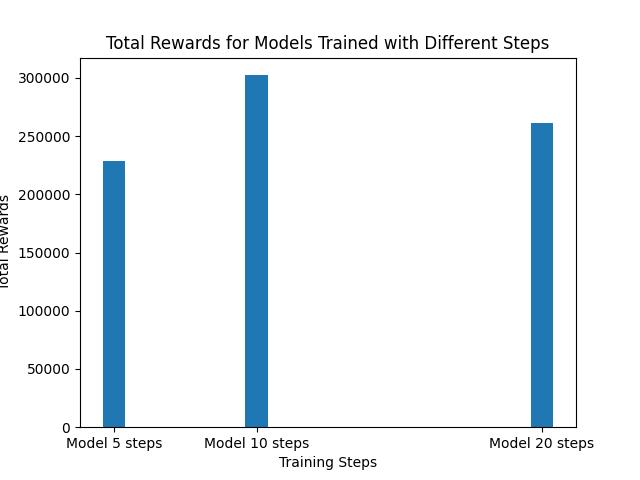 Total Rewards for Models Trained with Different Steps
300000
250000
200000
150000
100000
50000
0
Total Rewards
Model 5 steps
Model 10 steps
Model 20 steps
Training Steps